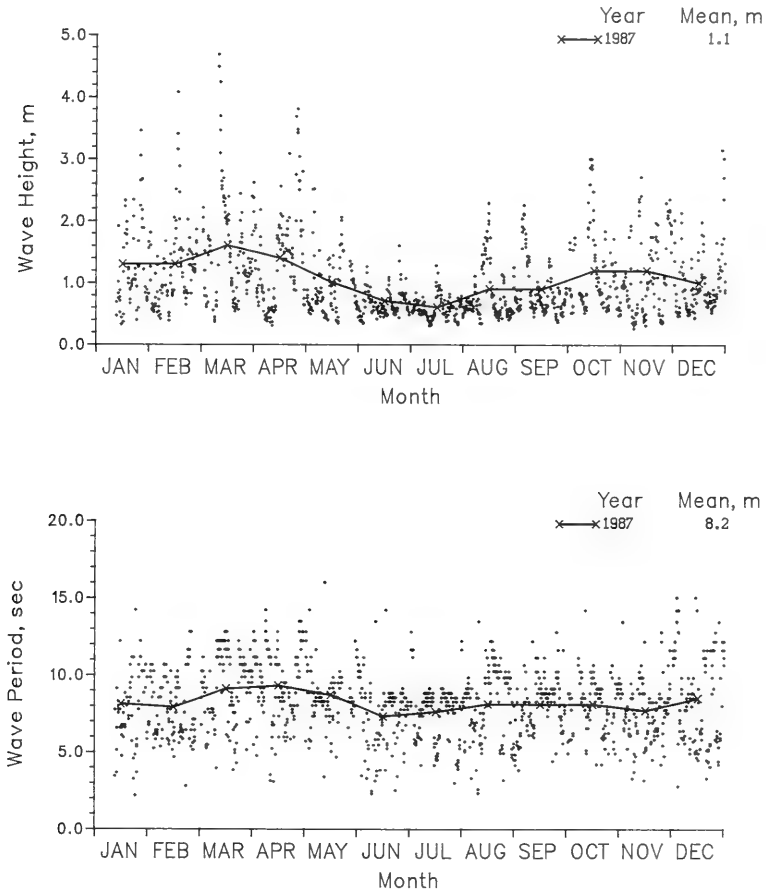 Year Mean, m
1987 1.1
5.0
4.0
3.0
2.0
1.0
0.0
Wave Height, m
JAN FEB MAR APR MAY JUN JUL AUG SEP OCT NOV DEC
Month
Year Mean, m
1987 8.2
20.0
15.0
10.0
5.0
0.0
Wave Period, sec
JAN FEB MAR APR MAY JUN JUL AUG SEP OCT NOV DEC
Month